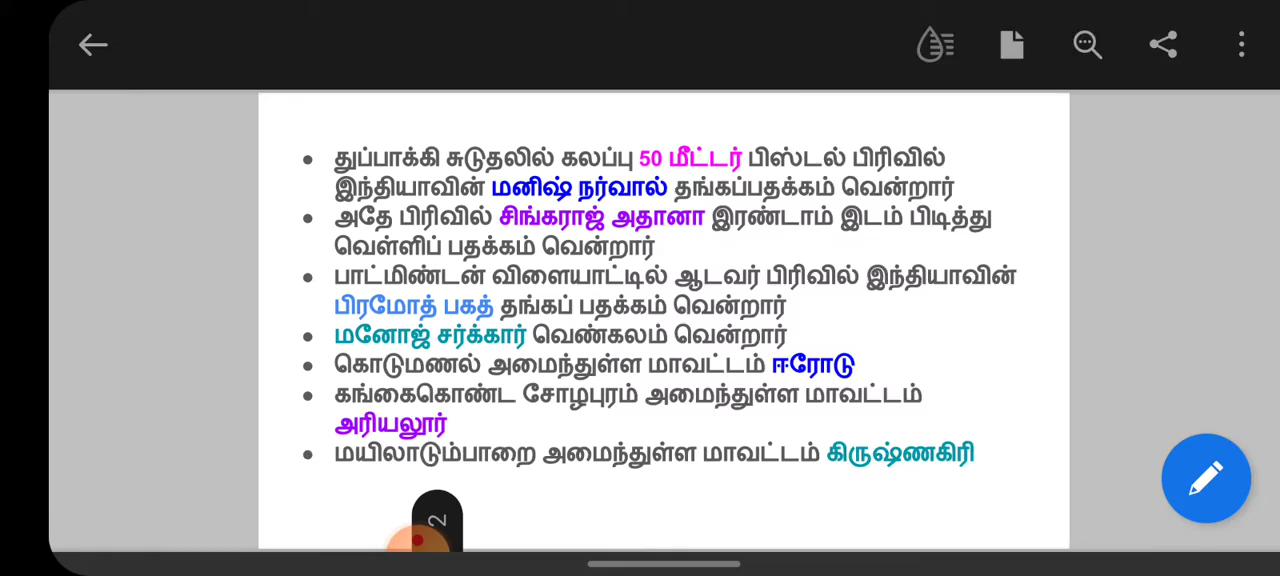 துப்பாக்கி சுடுதலில் கலப்பு 50 மீட்டர் பிஸ்டல் பிரிவில்
இந்தியாவின் மனிஷ் நர்வால் தங்கப்பதக்கம் வென்றார்
அதே பிரிவில் சிங்கராஜ் அதானா இரண்டாம் இடம் பிடித்து
வெள்ளிப் பதக்கம் வென்றார்
பாட்மிண்டன் விளையாட்டில் ஆடவர் பிரிவில் இந்தியாவின்
பிரமோத் பகத் தங்கப் பதக்கம் வென்றார்
மனோஜ் சர்க்கார் வெண்கலம் வென்றார்
கொடுமணல் அமைந்துள்ள மாவட்டம் ஈரோடு
கங்கைகொண்ட சோழபுரம் அமைந்துள்ள மாவட்டம்
அரியலூர்
மயிலாடும்பாறை அமைந்துள்ள மாவட்டம் கிருஷ்ணகிரி
2